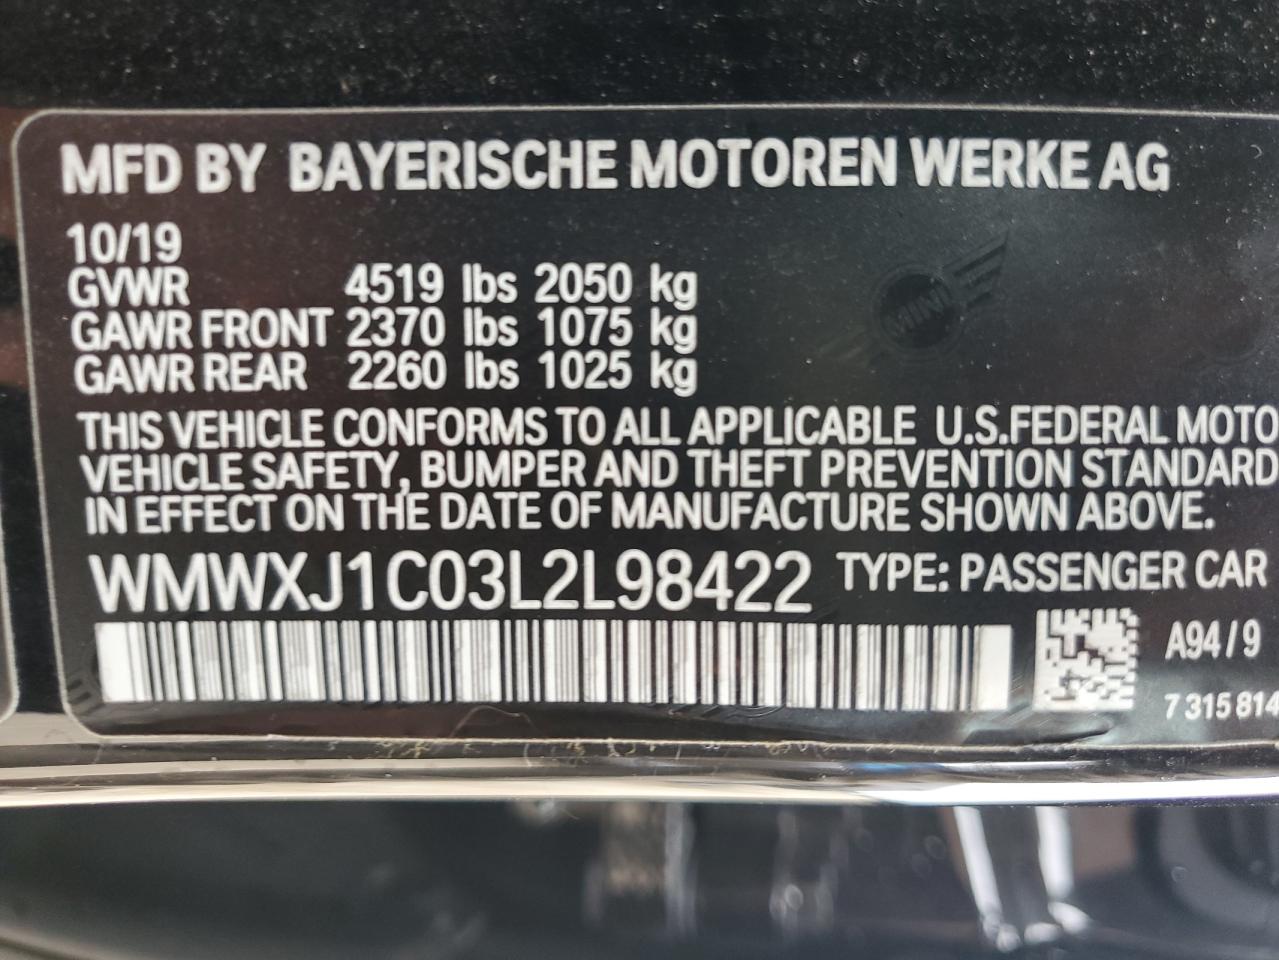 MFD BY BAYERISCHE MOTOREN WERKE AG
10/19
GVWR 4519 lbs 2050 kg
GAWR FRONT 2370 lbs 1075 kg
GAWR REAR 2260 lbs 1025 kg
MINI
THIS VEHICLE CONFORMS TO ALL APPLICABLE U.S.FEDERAL MOTO
VEHICLE SAFETY, BUMPER AND THEFT PREVENTION STANDARD
IN EFFECT ON THE DATE OF MANUFACTURE SHOWN ABOVE.
WMWXJ1C03L2L98422 TYPE: PASSENGER CAR
A94/9
7 315 814